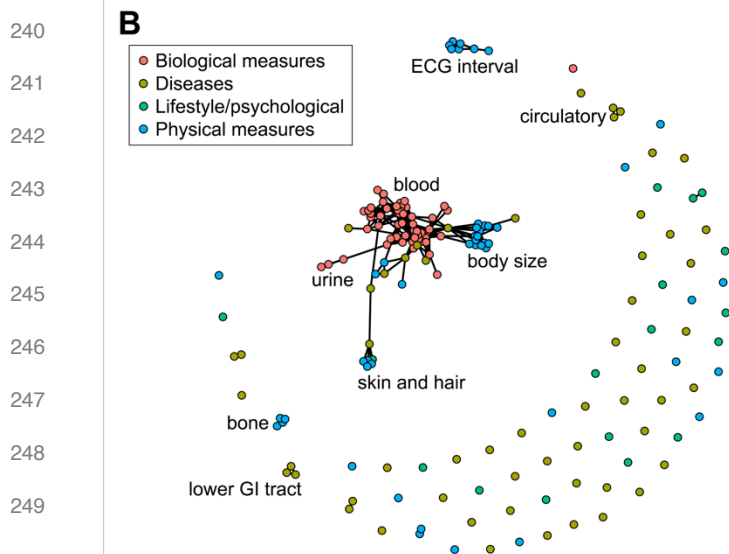 B
240
241
242
243
244
245
246
247
248
249
Biological measures
Diseases
Lifestyle/psychological
Physical measures
ECG interval
circulatory
blood
body size
urine
skin and hair
bone
lower GI tract